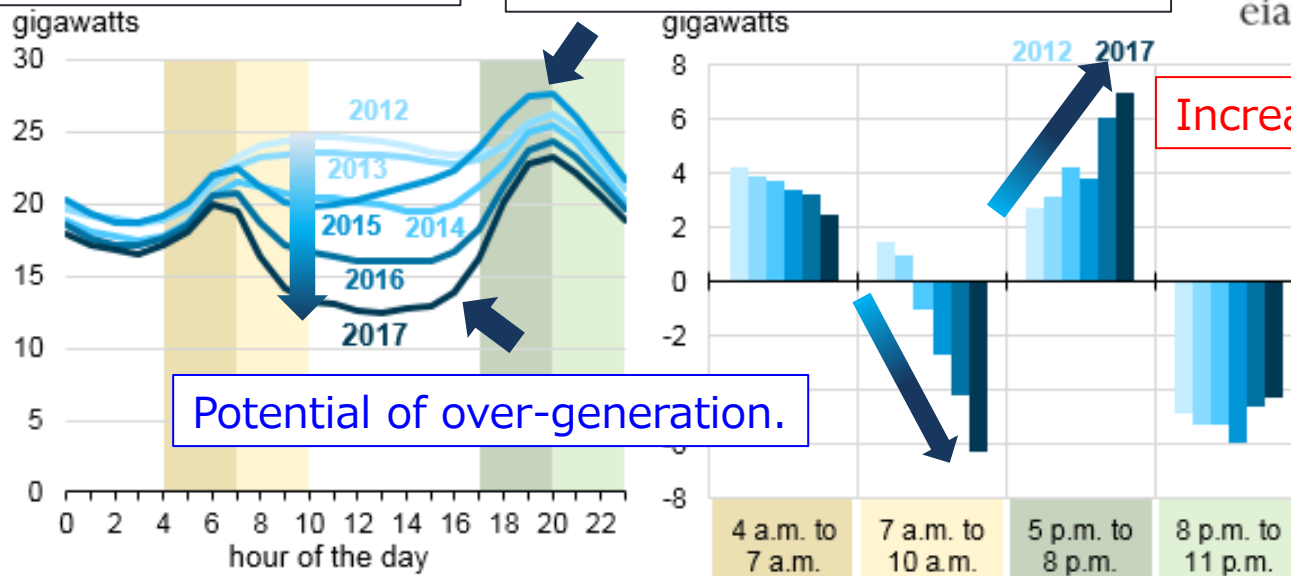 gigawatts
30
25
20
15
10
5
0
0 2 4 6 8 10 12 14 16 18 20 22
hour of the day
2012
2013
2015 2014
2016
2017
Potential of over-generation.
gigawatts
eia
2012 2017
8
6
4
2
0
-2
-8
Increa
4 a.m. to
7 a.m.
7 a.m. to
10 a.m.
5 p.m. to
8 p.m.
8 p.m. to
11 p.m.